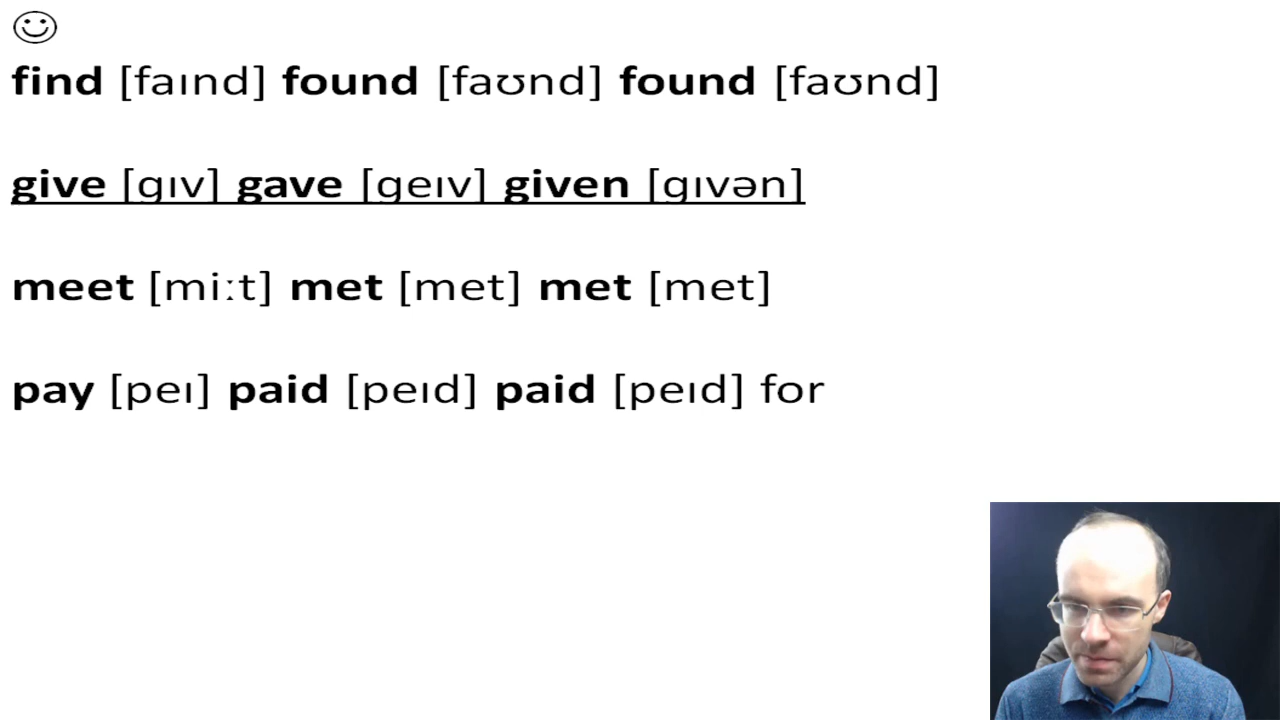 find [faɪnd] found [faʊnd] found [faʊnd]
give [gɪv] gave [geɪv] given [gɪvən]
meet [miːt] met [met] met [met]
pay [peɪ] paid [peɪd] paid [peɪd] for